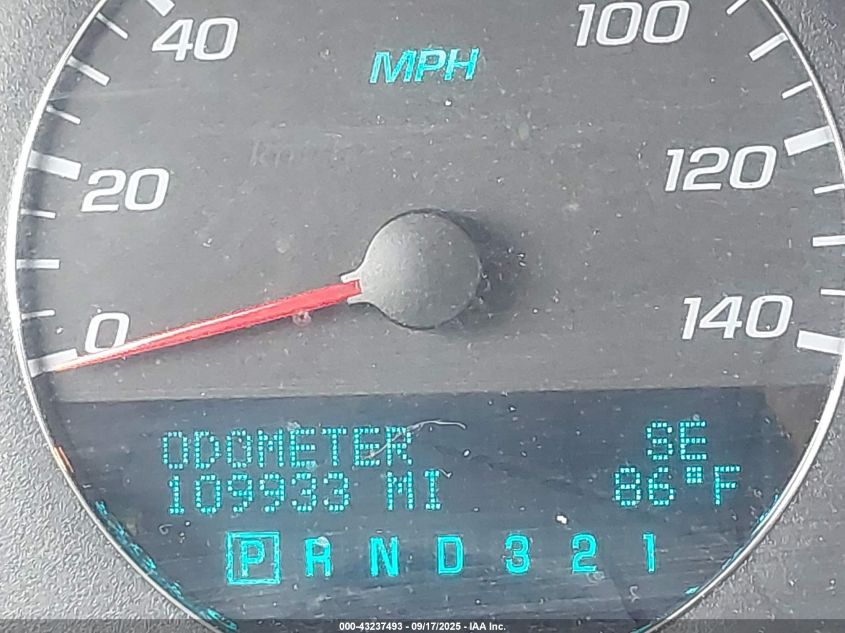 40
100
MPH
20
120
0
140
ODOMETER
SE
109933 MI
86°F
P R N D 3 2 1
000-43237493 - 09/17/2025 - IAA Inc.